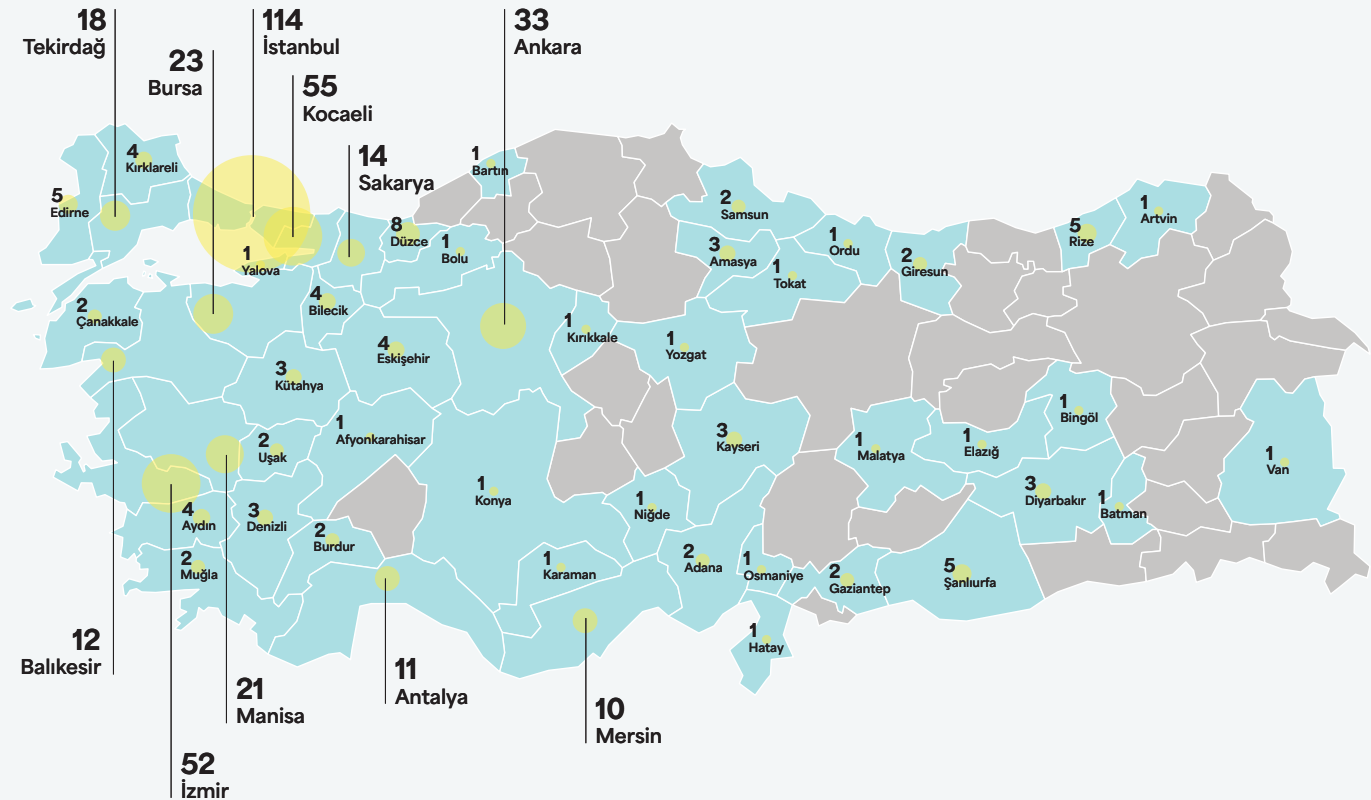 18
Tekirdağ
114
İstanbul
33
Ankara
23
Bursa
55
Kocaeli
14
Sakarya
4
Kırklareli
1
Bartın
5
Edirne
2
Samsun
1
Artvin
8
Düzce
1
Bolu
1
Yalova
3
Amasya
1
Ordu
5
Rize
1
Tokat
2
Giresun
2
Çanakkale
4
Bilecik
1
Kırıkkale
4
Eskişehir
1
Yozgat
3
Kütahya
1
Afyonkarahisar
2
Uşak
3
Kayseri
1
Malatya
1
Elazığ
1
Bingöl
1
Van
1
Konya
1
Niğde
3
Diyarbakır
1
Batman
4
Aydın
3
Denizli
2
Burdur
2
Muğla
1
Karaman
2
Adana
1
Osmaniye
2
Gaziantep
5
Şanlıurfa
1
Hatay
12
Balıkesir
21
Manisa
11
Antalya
10
Mersin
52
İzmir